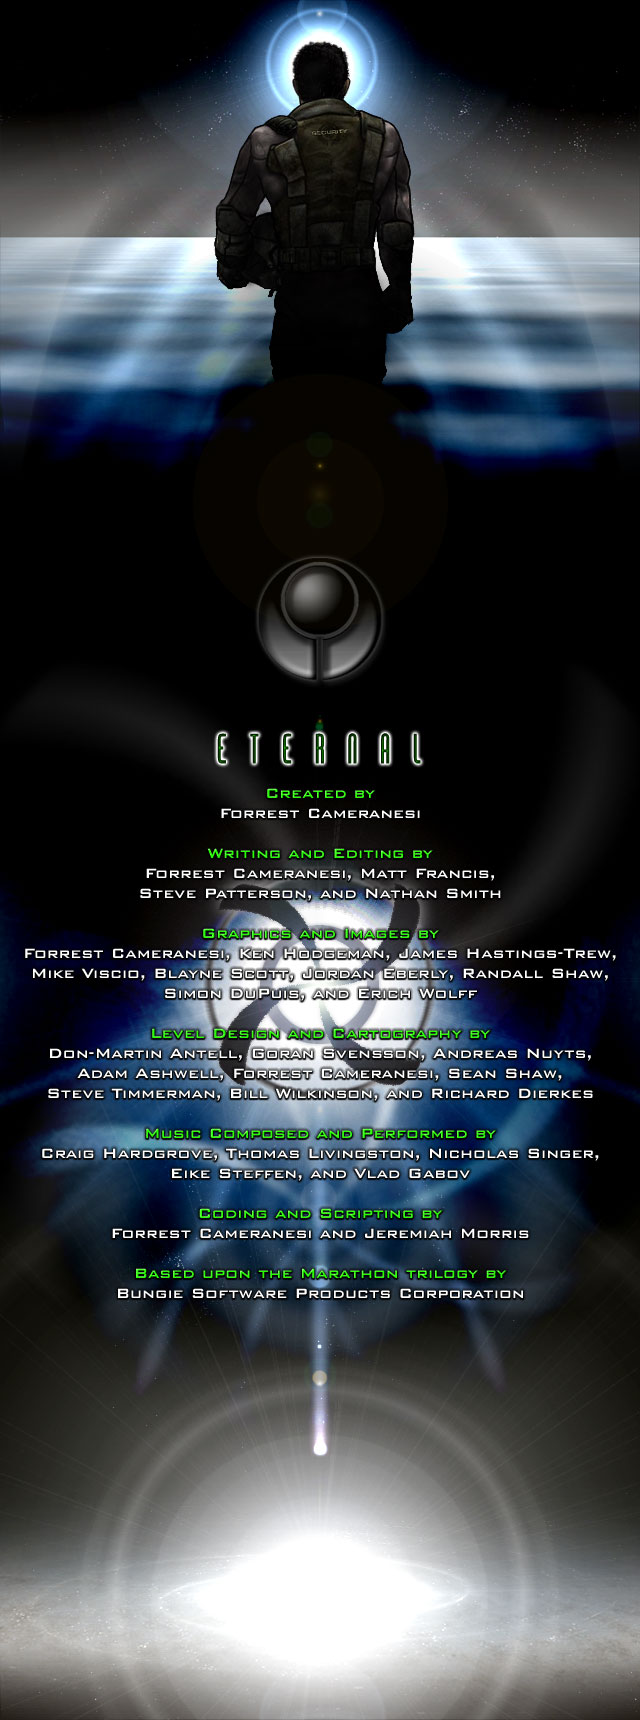 SECURITY
ETERNAL
Created by
Forrest Cameranesi
Writing and Editing by
Forrest Cameranesi, Matt Francis,
Steve Patterson, and Nathan Smith
Graphics and Images by
Forrest Cameranesi, Ken Hodgeman, James Hastings-Trew,
Mike Viscio, Blayne Scott, Jordan Eberly, Randall Shaw,
Simon DuPuis, and Erich Wolff
Level Design and Cartography by
Don-Martin Antell, Goran Svensson, Andreas Nuyts,
Adam Ashwell, Forrest Cameranesi, Sean Shaw,
Steve Timmerman, Bill Wilkinson, and Richard Dierkes
Music Composed and Performed by
Craig Hardgrove, Thomas Livingston, Nicholas Singer,
Eike Steffen, and Vlad Gabov
Coding and Scripting by
Forrest Cameranesi and Jeremiah Morris
Based upon the Marathon trilogy by
Bungie Software Products Corporation